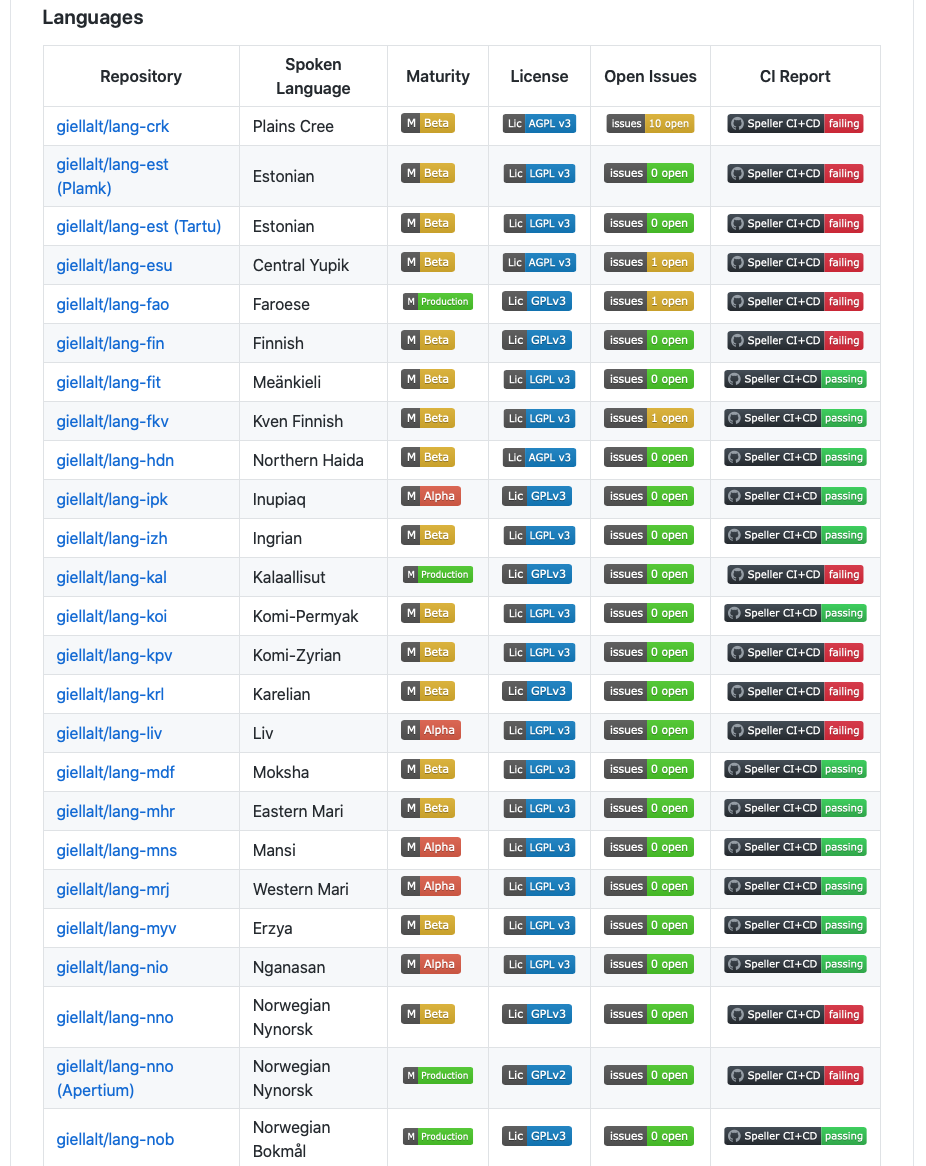 Languages
Repository Spoken Language Maturity License Open Issues CI Report
giellalt/lang-crk Plains Cree M Beta Lic AGPL v3 issues 10 open Speller CI+CD failing
giellalt/lang-est (Plamk) Estonian M Beta Lic LGPL v3 issues 0 open Speller CI+CD failing
giellalt/lang-est (Tartu) Estonian M Beta Lic LGPL v3 issues 0 open Speller CI+CD failing
giellalt/lang-esu Central Yupik M Beta Lic AGPL v3 issues 1 open Speller CI+CD failing
giellalt/lang-fao Faroese M Production Lic GPLv3 issues 1 open Speller CI+CD failing
giellalt/lang-fin Finnish M Beta Lic GPLv3 issues 0 open Speller CI+CD failing
giellalt/lang-fit Meänkieli M Beta Lic LGPL v3 issues 0 open Speller CI+CD passing
giellalt/lang-fkv Kven Finnish M Beta Lic LGPL v3 issues 1 open Speller CI+CD passing
giellalt/lang-hdn Northern Haida M Beta Lic AGPL v3 issues 0 open Speller CI+CD passing
giellalt/lang-ipk Inupiaq M Alpha Lic GPLv3 issues 0 open Speller CI+CD passing
giellalt/lang-izh Ingrian M Beta Lic LGPL v3 issues 0 open Speller CI+CD passing
giellalt/lang-kal Kalaallisut M Production Lic GPLv3 issues 0 open Speller CI+CD failing
giellalt/lang-koi Komi-Permyak M Beta Lic LGPL v3 issues 0 open Speller CI+CD passing
giellalt/lang-kpv Komi-Zyrian M Beta Lic LGPL v3 issues 0 open Speller CI+CD failing
giellalt/lang-krl Karelian M Beta Lic GPLv3 issues 0 open Speller CI+CD failing
giellalt/lang-liv Liv M Alpha Lic LGPL v3 issues 0 open Speller CI+CD failing
giellalt/lang-mdf Moksha M Beta Lic LGPL v3 issues 0 open Speller CI+CD passing
giellalt/lang-mhr Eastern Mari M Beta Lic LGPL v3 issues 0 open Speller CI+CD passing
giellalt/lang-mns Mansi M Alpha Lic LGPL v3 issues 0 open Speller CI+CD passing
giellalt/lang-mrj Western Mari M Alpha Lic LGPL v3 issues 0 open Speller CI+CD passing
giellalt/lang-myv Erzya M Beta Lic LGPL v3 issues 0 open Speller CI+CD passing
giellalt/lang-nio Nganasan M Alpha Lic LGPL v3 issues 0 open Speller CI+CD passing
giellalt/lang-nno Norwegian Nynorsk M Beta Lic GPLv3 issues 0 open Speller CI+CD failing
giellalt/lang-nno (Apertium) Norwegian Nynorsk M Production Lic GPLv2 issues 0 open Speller CI+CD failing
giellalt/lang-nob Norwegian Bokmål M Production Lic GPLv3 issues 0 open Speller CI+CD passing